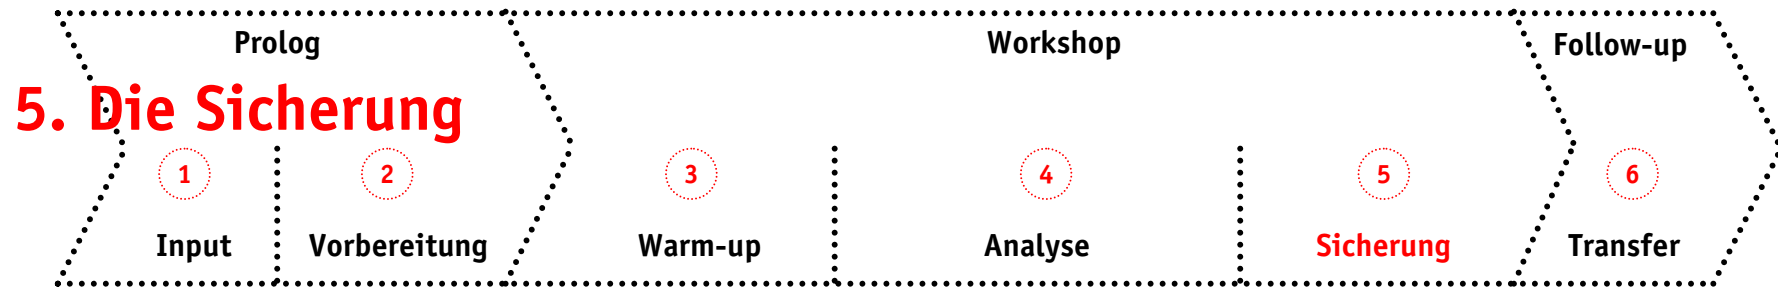 Prolog Workshop Follow-up
5. Die Sicherung
1 2 3 4 5 6
Input Vorbereitung Warm-up Analyse Sicherung Transfer